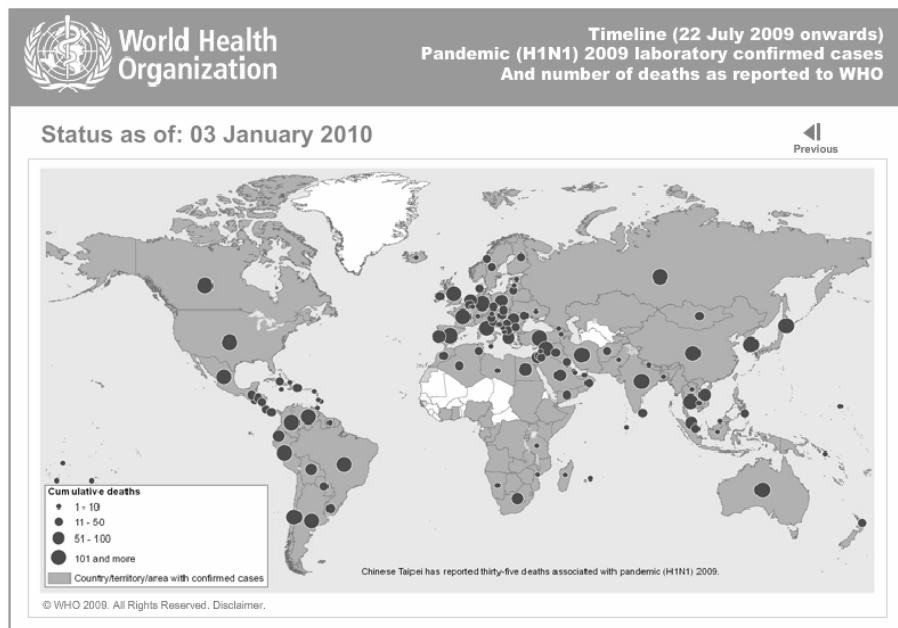 World Health
Organization
Timeline (22 July 2009 onwards)
Pandemic (H1N1) 2009 laboratory confirmed cases
And number of deaths as reported to WHO
Status as of: 03 January 2010
Previous
Cumulative deaths
1 - 10
11 - 50
51 - 100
101 and more
Country/territory/area with confirmed cases
Chinese Taipei has reported thirty-five deaths associated with pandemic (H1N1) 2009.
© WHO 2009. All Rights Reserved. Disclaimer.